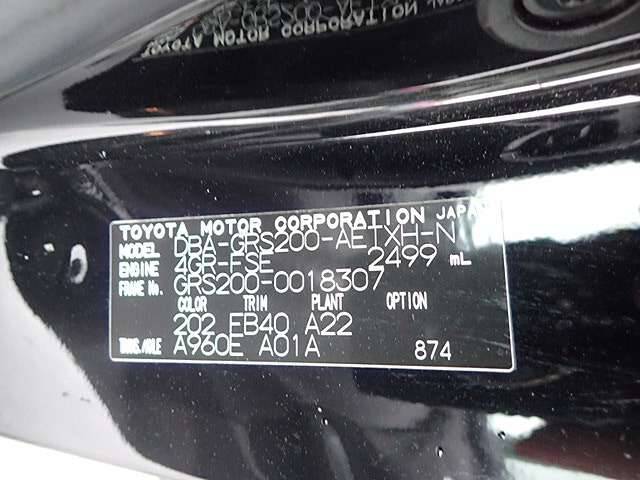 TOYOTA MOTOR CORPORATION JAPAN
MODEL DBA-GRS200-AETXH-N
ENGINE 4GR-FSE 2499 mL
FRAME No. GRS200-0018307
COLOR TRIM PLANT OPTION
202 EB40 A22
TRANS./AXLE A960E A01A 874